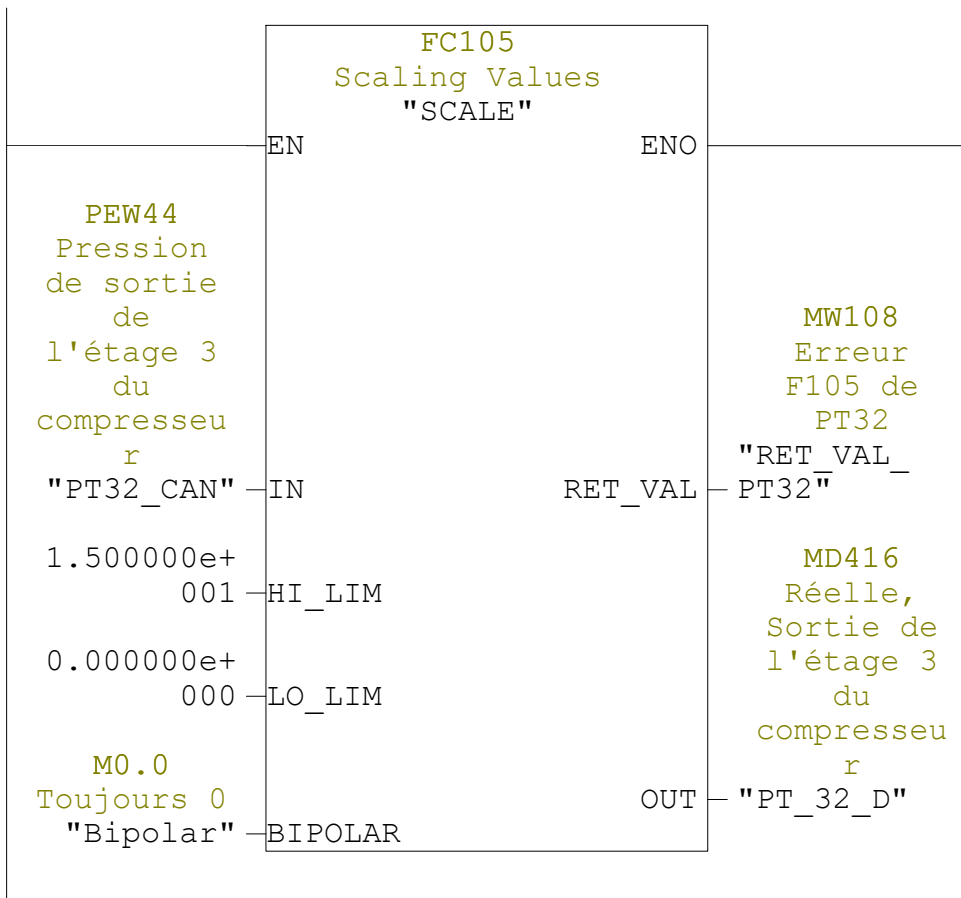 FC105
Scaling Values
"SCALE"
EN ENO
PEW44
Pression
de sortie
de
l'étage 3
du
compresseu
r
"PT32_CAN" IN
MW108
Erreur
F105 de
PT32
"RET_VAL_
RET_VAL PT32"
1.500000e+
001 HI_LIM
0.000000e+
000 LO_LIM
MD416
Réelle,
Sortie de
l'étage 3
du
compresseu
r
OUT "PT_32_D"
M0.0
Toujours 0
"Bipolar" BIPOLAR